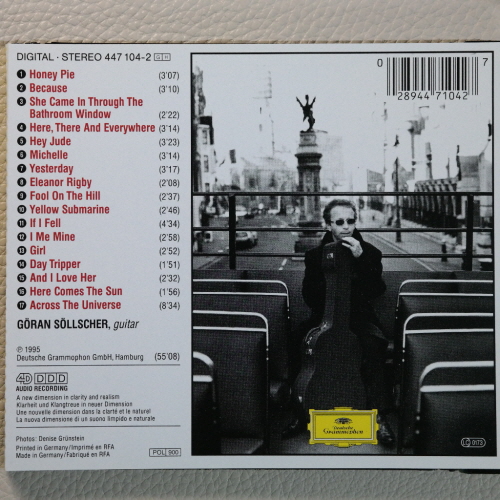 DIGITAL · STEREO 447 104-2 GH
1 Honey Pie (3'07)
2 Because (3'10)
3 She Came In Through The
Bathroom Window (2'22)
4 Here, There And Everywhere (3'14)
5 Hey Jude (3'23)
6 Michelle (3'14)
7 Yesterday (3'17)
8 Eleanor Rigby (2'08)
9 Fool On The Hill (2'37)
10 Yellow Submarine (2'46)
11 If I Fell (4'34)
12 I Me Mine (2'58)
13 Girl (2'52)
14 Day Tripper (1'51)
15 And I Love Her (2'32)
16 Here Comes The Sun (1'56)
17 Across The Universe (8'34)
GÖRAN SÖLLSCHER, guitar
℗ 1995
Deutsche Grammophon GmbH, Hamburg (55'08)
4D DDD
AUDIO RECORDING
A new dimension in clarity and realism
Klarheit und Klangtreue in neuer Dimension
Une nouvelle dimension dans la clarté et le naturel
La nuova dimensione di un suono limpido e naturale
Photos: Denise Grünstein
Printed in Germany/Imprimé en RFA
Made in Germany/Fabriqué en RFA
POL 900
0 28944 71042 7
Deutsche
Grammophon
LC 0173